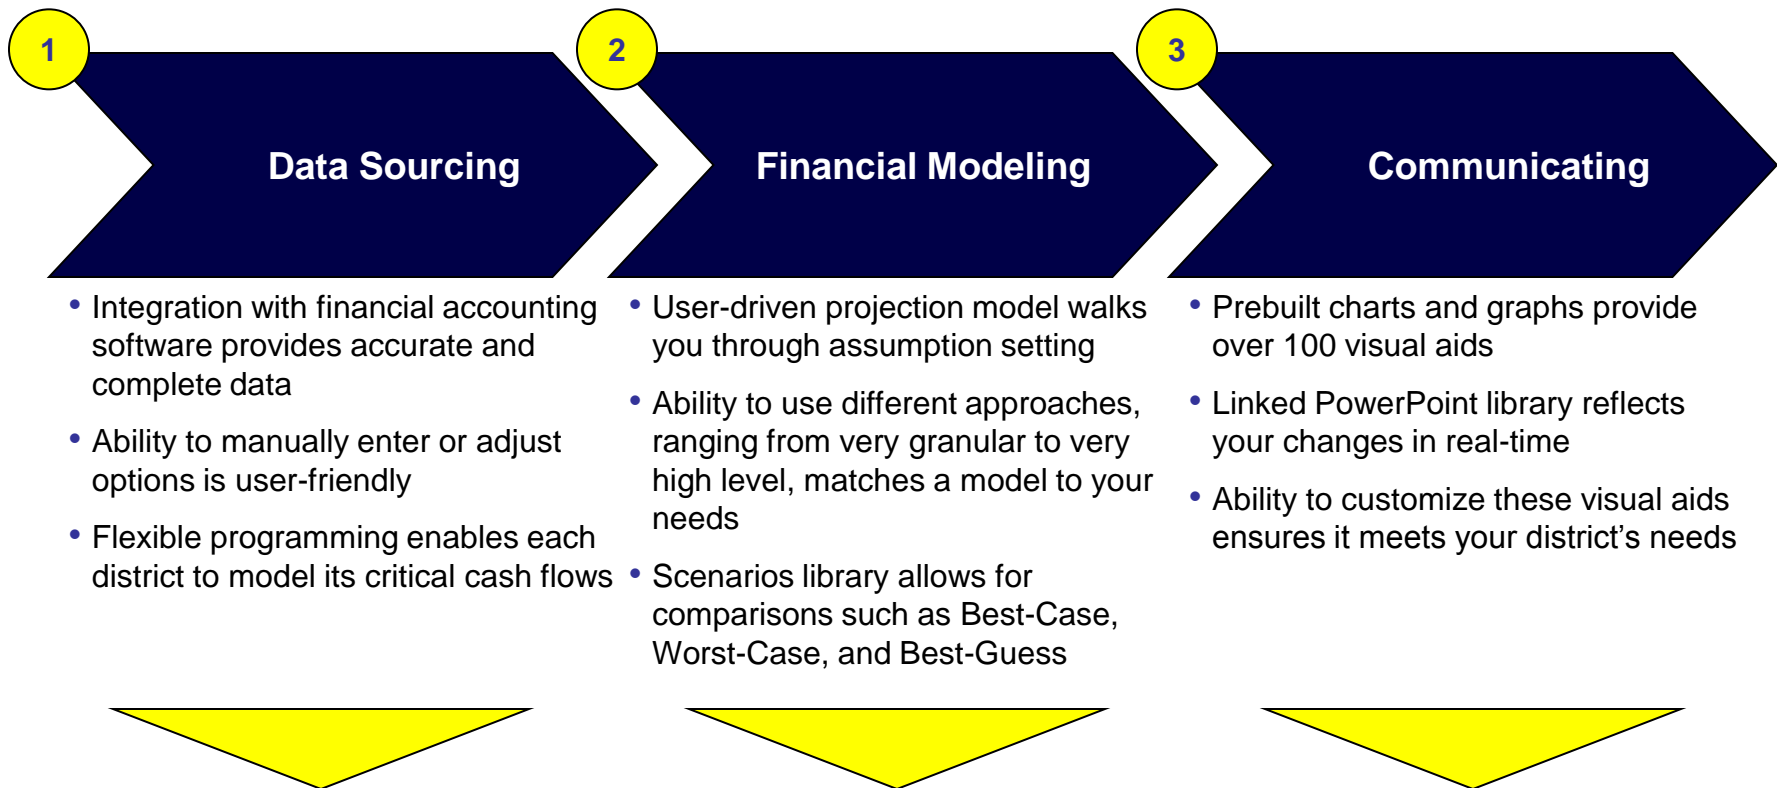 1
Data Sourcing
• Integration with financial accounting
software provides accurate and
complete data
• Ability to manually enter or adjust
options is user-friendly
• Flexible programming enables each
district to model its critical cash flows
2
Financial Modeling
• User-driven projection model walks
you through assumption setting
• Ability to use different approaches,
ranging from very granular to very
high level, matches a model to your
needs
• Scenarios library allows for
comparisons such as Best-Case,
Worst-Case, and Best-Guess
3
Communicating
• Prebuilt charts and graphs provide
over 100 visual aids
• Linked PowerPoint library reflects
your changes in real-time
• Ability to customize these visual aids
ensures it meets your district’s needs